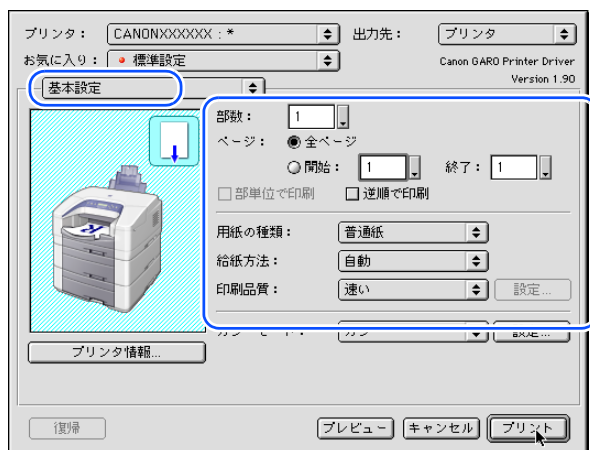 プリンタ： CANONXXXXXX : * 出力先： プリンタ
お気に入り： 標準設定 Canon GARO Printer Driver
Version 1.90
基本設定
部数： 1
ページ： 全ページ
開始： 1 終了： 1
部単位で印刷 逆順で印刷
用紙の種類： 普通紙
給紙方法： 自動
印刷品質： 速い 設定...
プリンタ情報...
復帰 プレビュー キャンセル プリント